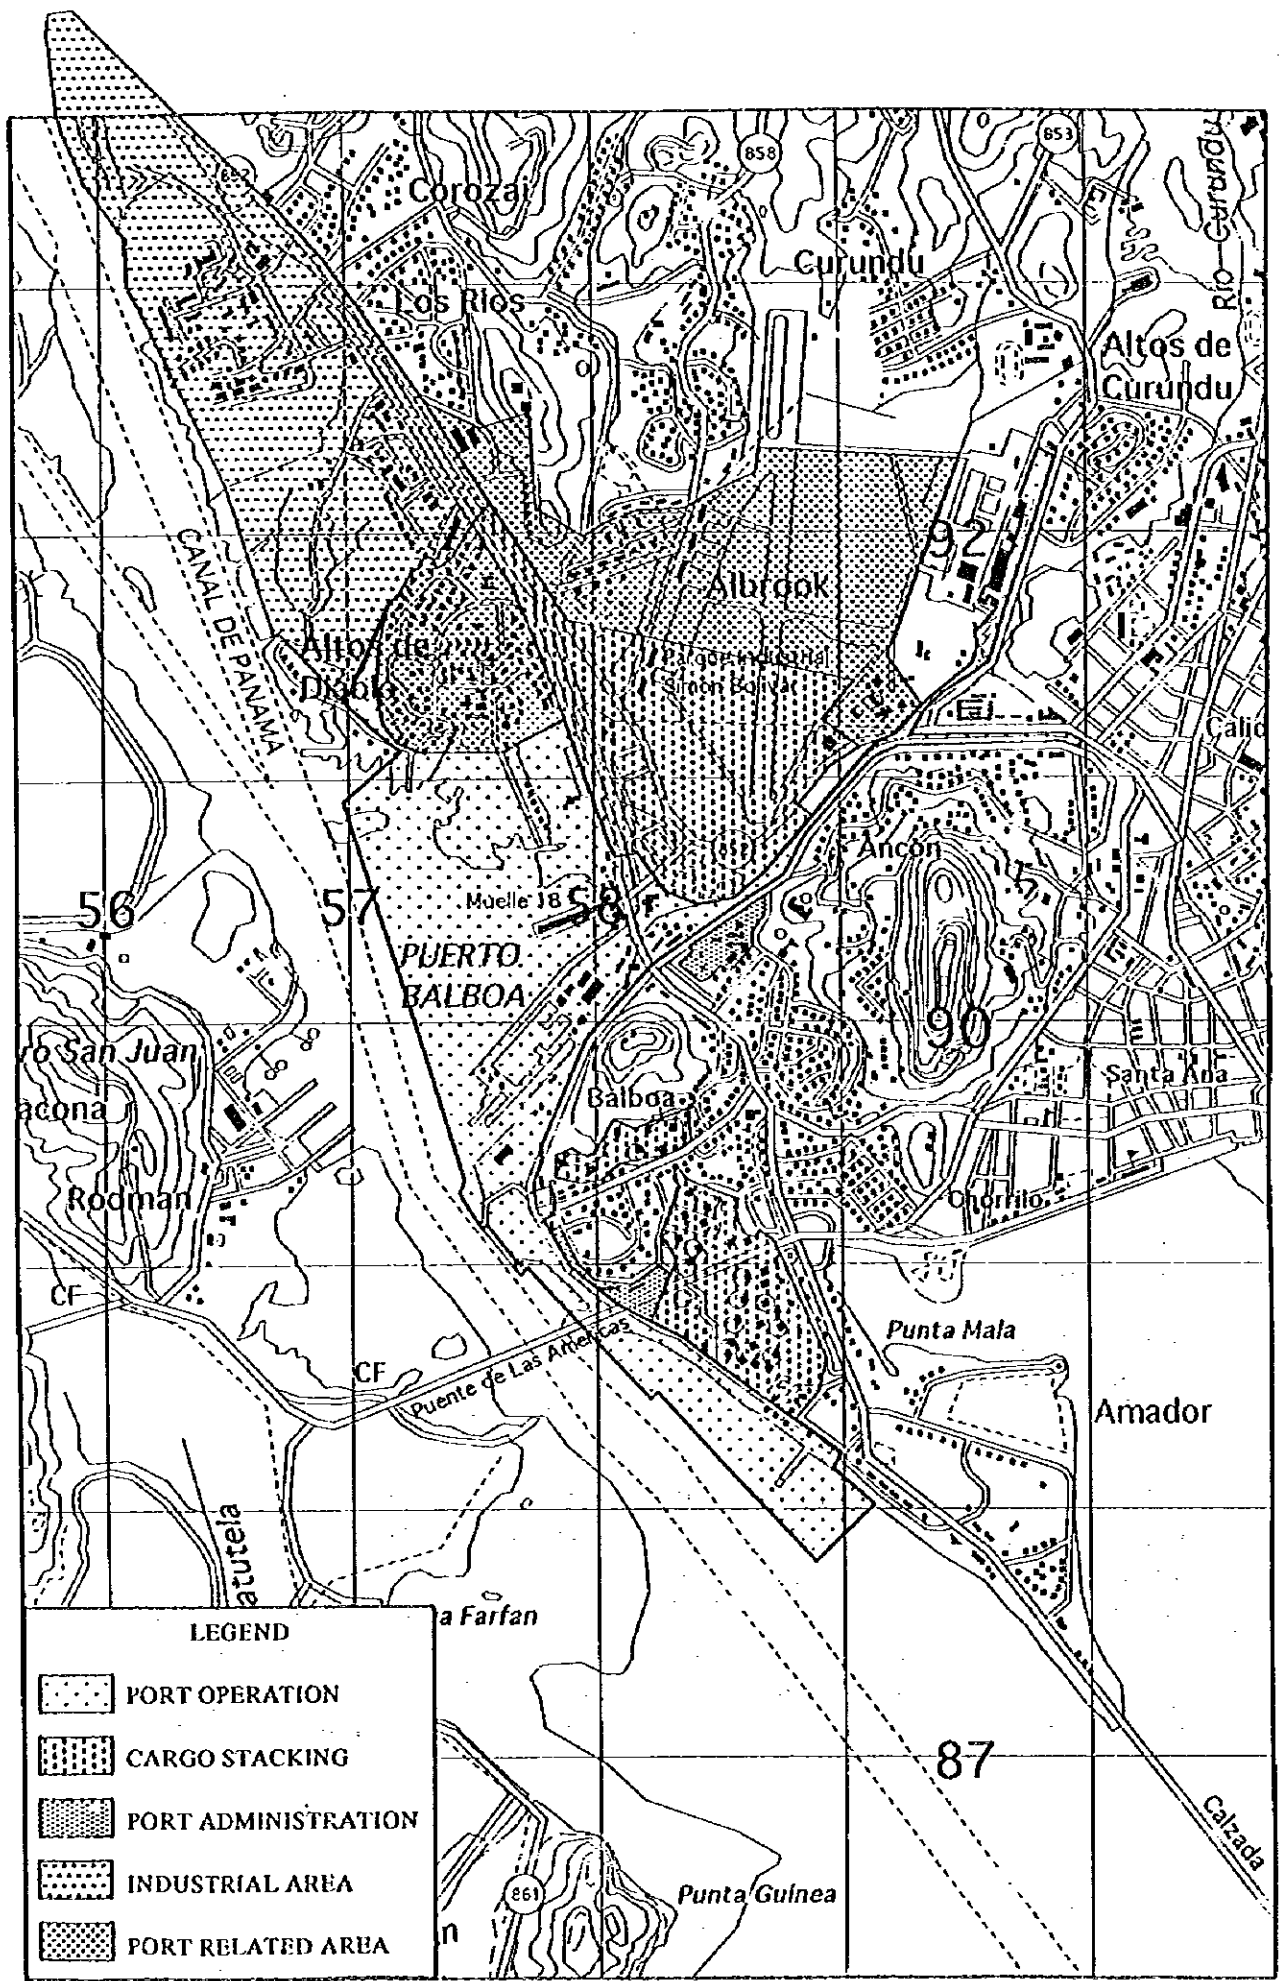 853
858
Corozal
Curundu
Rio Curundu
Los Rios
Altos de
Curundu
92
Albrook
CANAL DE PANAMA
Altos de
Diablo
Parque Industrial
Simon Bolivar
Calid
Ancon
56
57
Muelle 18
58
PUERTO
BALBOA
90
ro San Juan
acona
Balboa
Santa Ana
Rodman
Chorrillo
CF
CF
Puente de Las Americas
Punta Mala
Amador
atutela
a Farfan
87
Calzada
861
Punta Guinea
n
LEGEND
PORT OPERATION
CARGO STACKING
PORT ADMINISTRATION
INDUSTRIAL AREA
PORT RELATED AREA